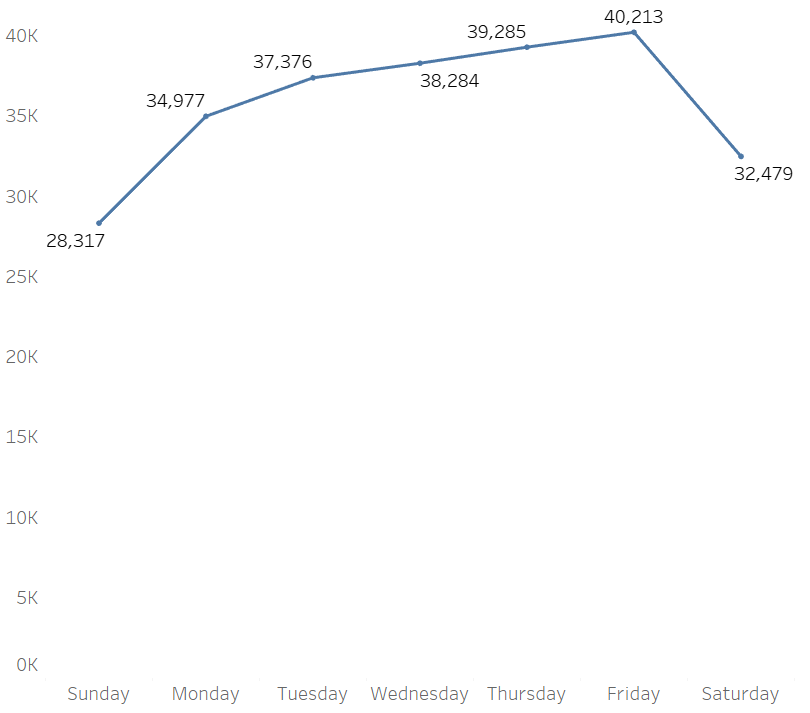 40K
35K
30K
25K
20K
15K
10K
5K
0K
28,317
34,977
37,376
38,284
39,285
40,213
32,479
Sunday Monday Tuesday Wednesday Thursday Friday Saturday